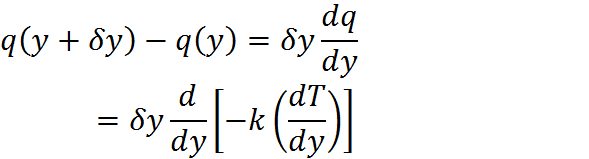 q(y + δy) − q(y) = δy dq/dy
= δy d/dy [−k (dT/dy)]